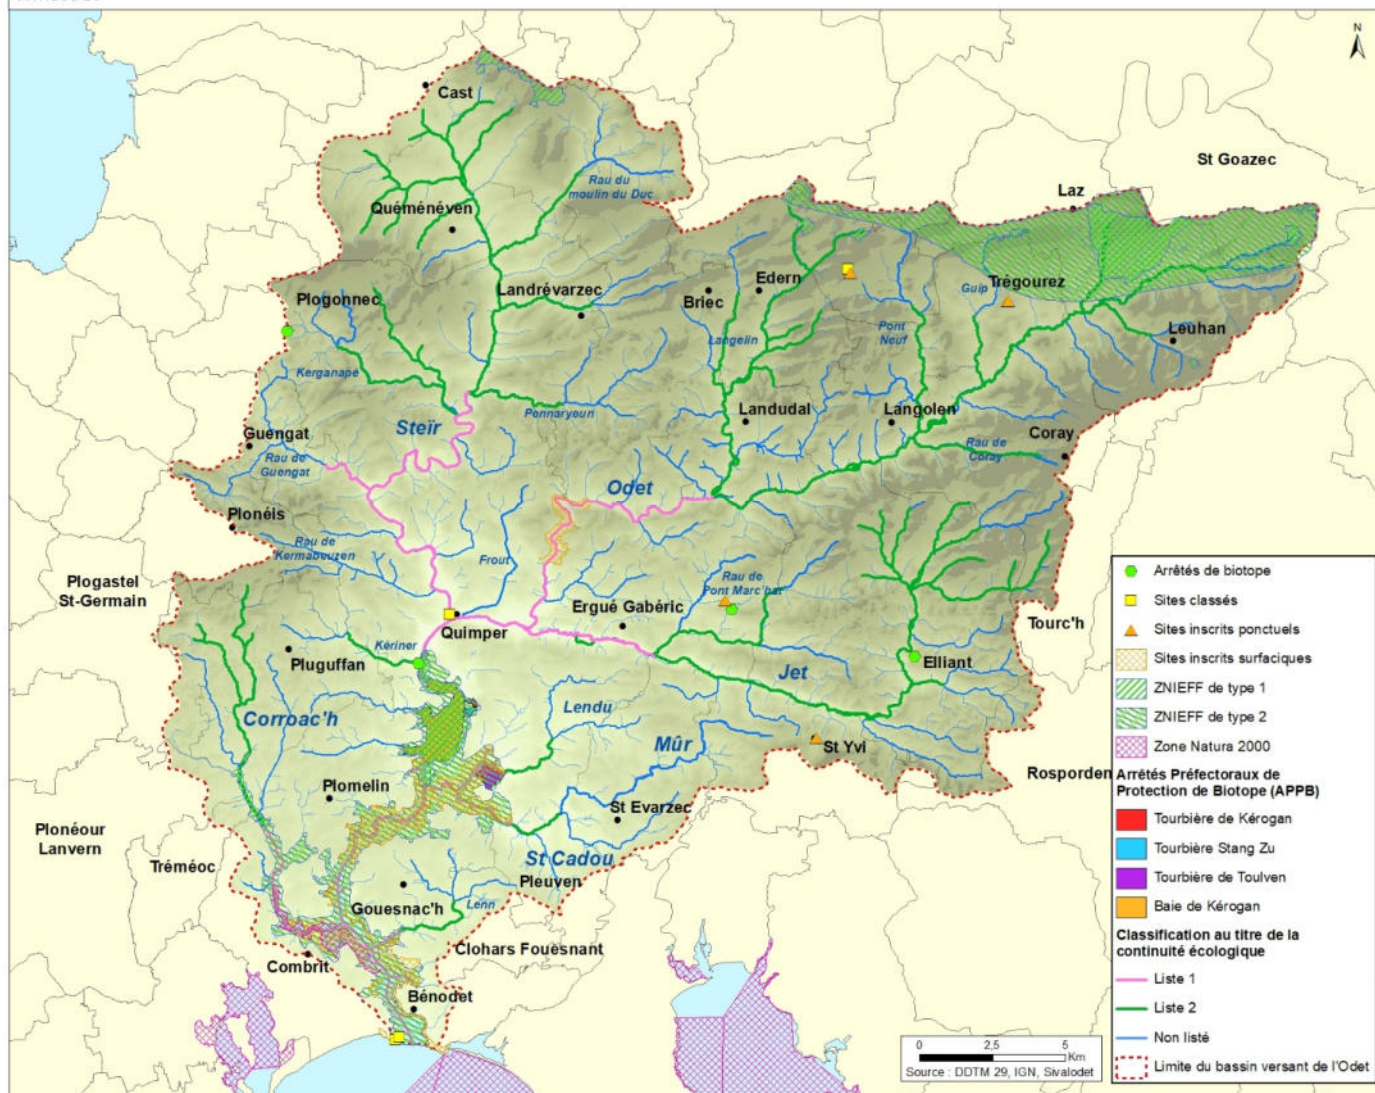 N
Cast
St Goazec
Rau du
moulin du Duc
Laz
Quéménéven
Edern
Trégourez
Landrévarzec
Briec
Guip
Plogonnec
Langelin
Pont
Neuf
Leuhan
Kerganapé
Pennaryeun
Landudal
Langolen
Steïr
Guengat
Coray
Rau de
Guengat
Rau de
Coray
Odet
Plonéis
Rau de
Kermabeuzen
Frout
Plogastel
St-Germain
Rau de
Pont Marc'hat
Ergué Gabéric
Tourc'h
Quimper
Kériner
Pluguffan
Elliant
Jet
Corroac'h
Lendu
Mûr
St Yvi
Rosporden
Plomelin
St Evarzec
Plonéour
Lanvern
Tréméoc
St Cadou
Pleuven
Gouesnac'h
Lenn
Clohars Fouesnant
Combrit
Bénodet
Arrêtés de biotope
Sites classés
Sites inscrits ponctuels
Sites inscrits surfaciques
ZNIEFF de type 1
ZNIEFF de type 2
Zone Natura 2000
Arrêtés Préfectoraux de
Protection de Biotope (APPB)
Tourbière de Kérogan
Tourbière Stang Zu
Tourbière de Toulven
Baie de Kérogan
Classification au titre de la
continuité écologique
Liste 1
Liste 2
Non listé
Limite du bassin versant de l'Odet
0 2,5 5
Km
Source : DDTM 29, IGN, Sivalodet